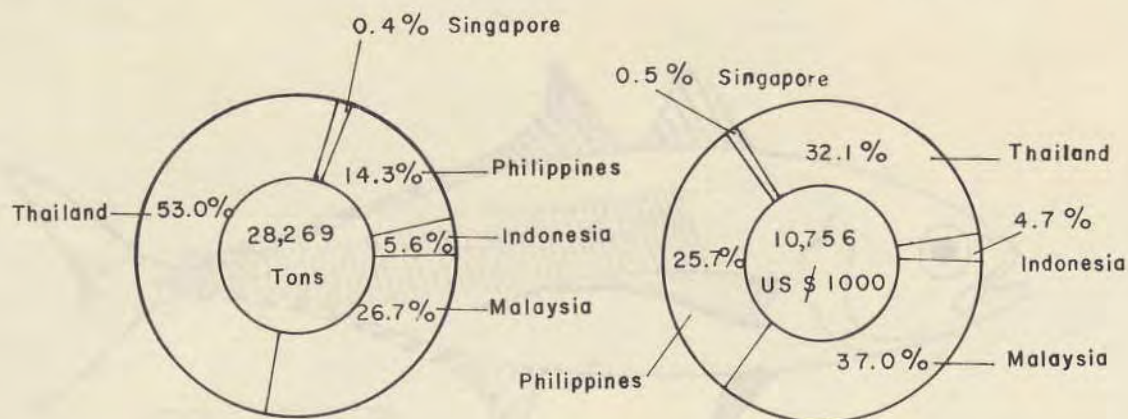 0.4% Singapore
14.3% Philippines
Thailand 53.0%
28,269
Tons
5.6% Indonesia
26.7% Malaysia
0.5% Singapore
32.1% Thailand
4.7%
Indonesia
25.7%
10,756
US $ 1000
Philippines
37.0% Malaysia